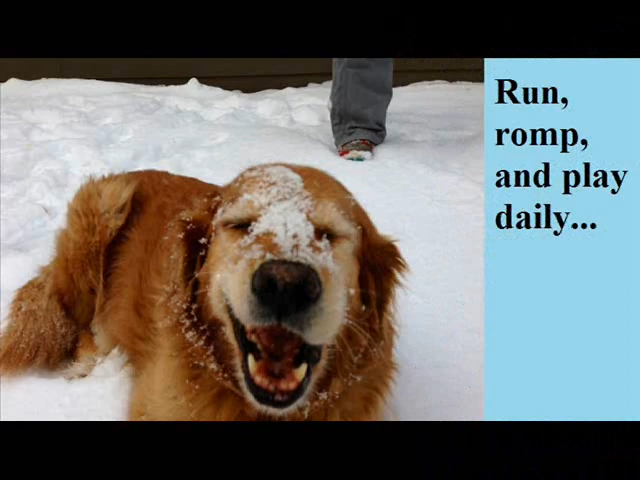 Run,
romp,
and play
daily...